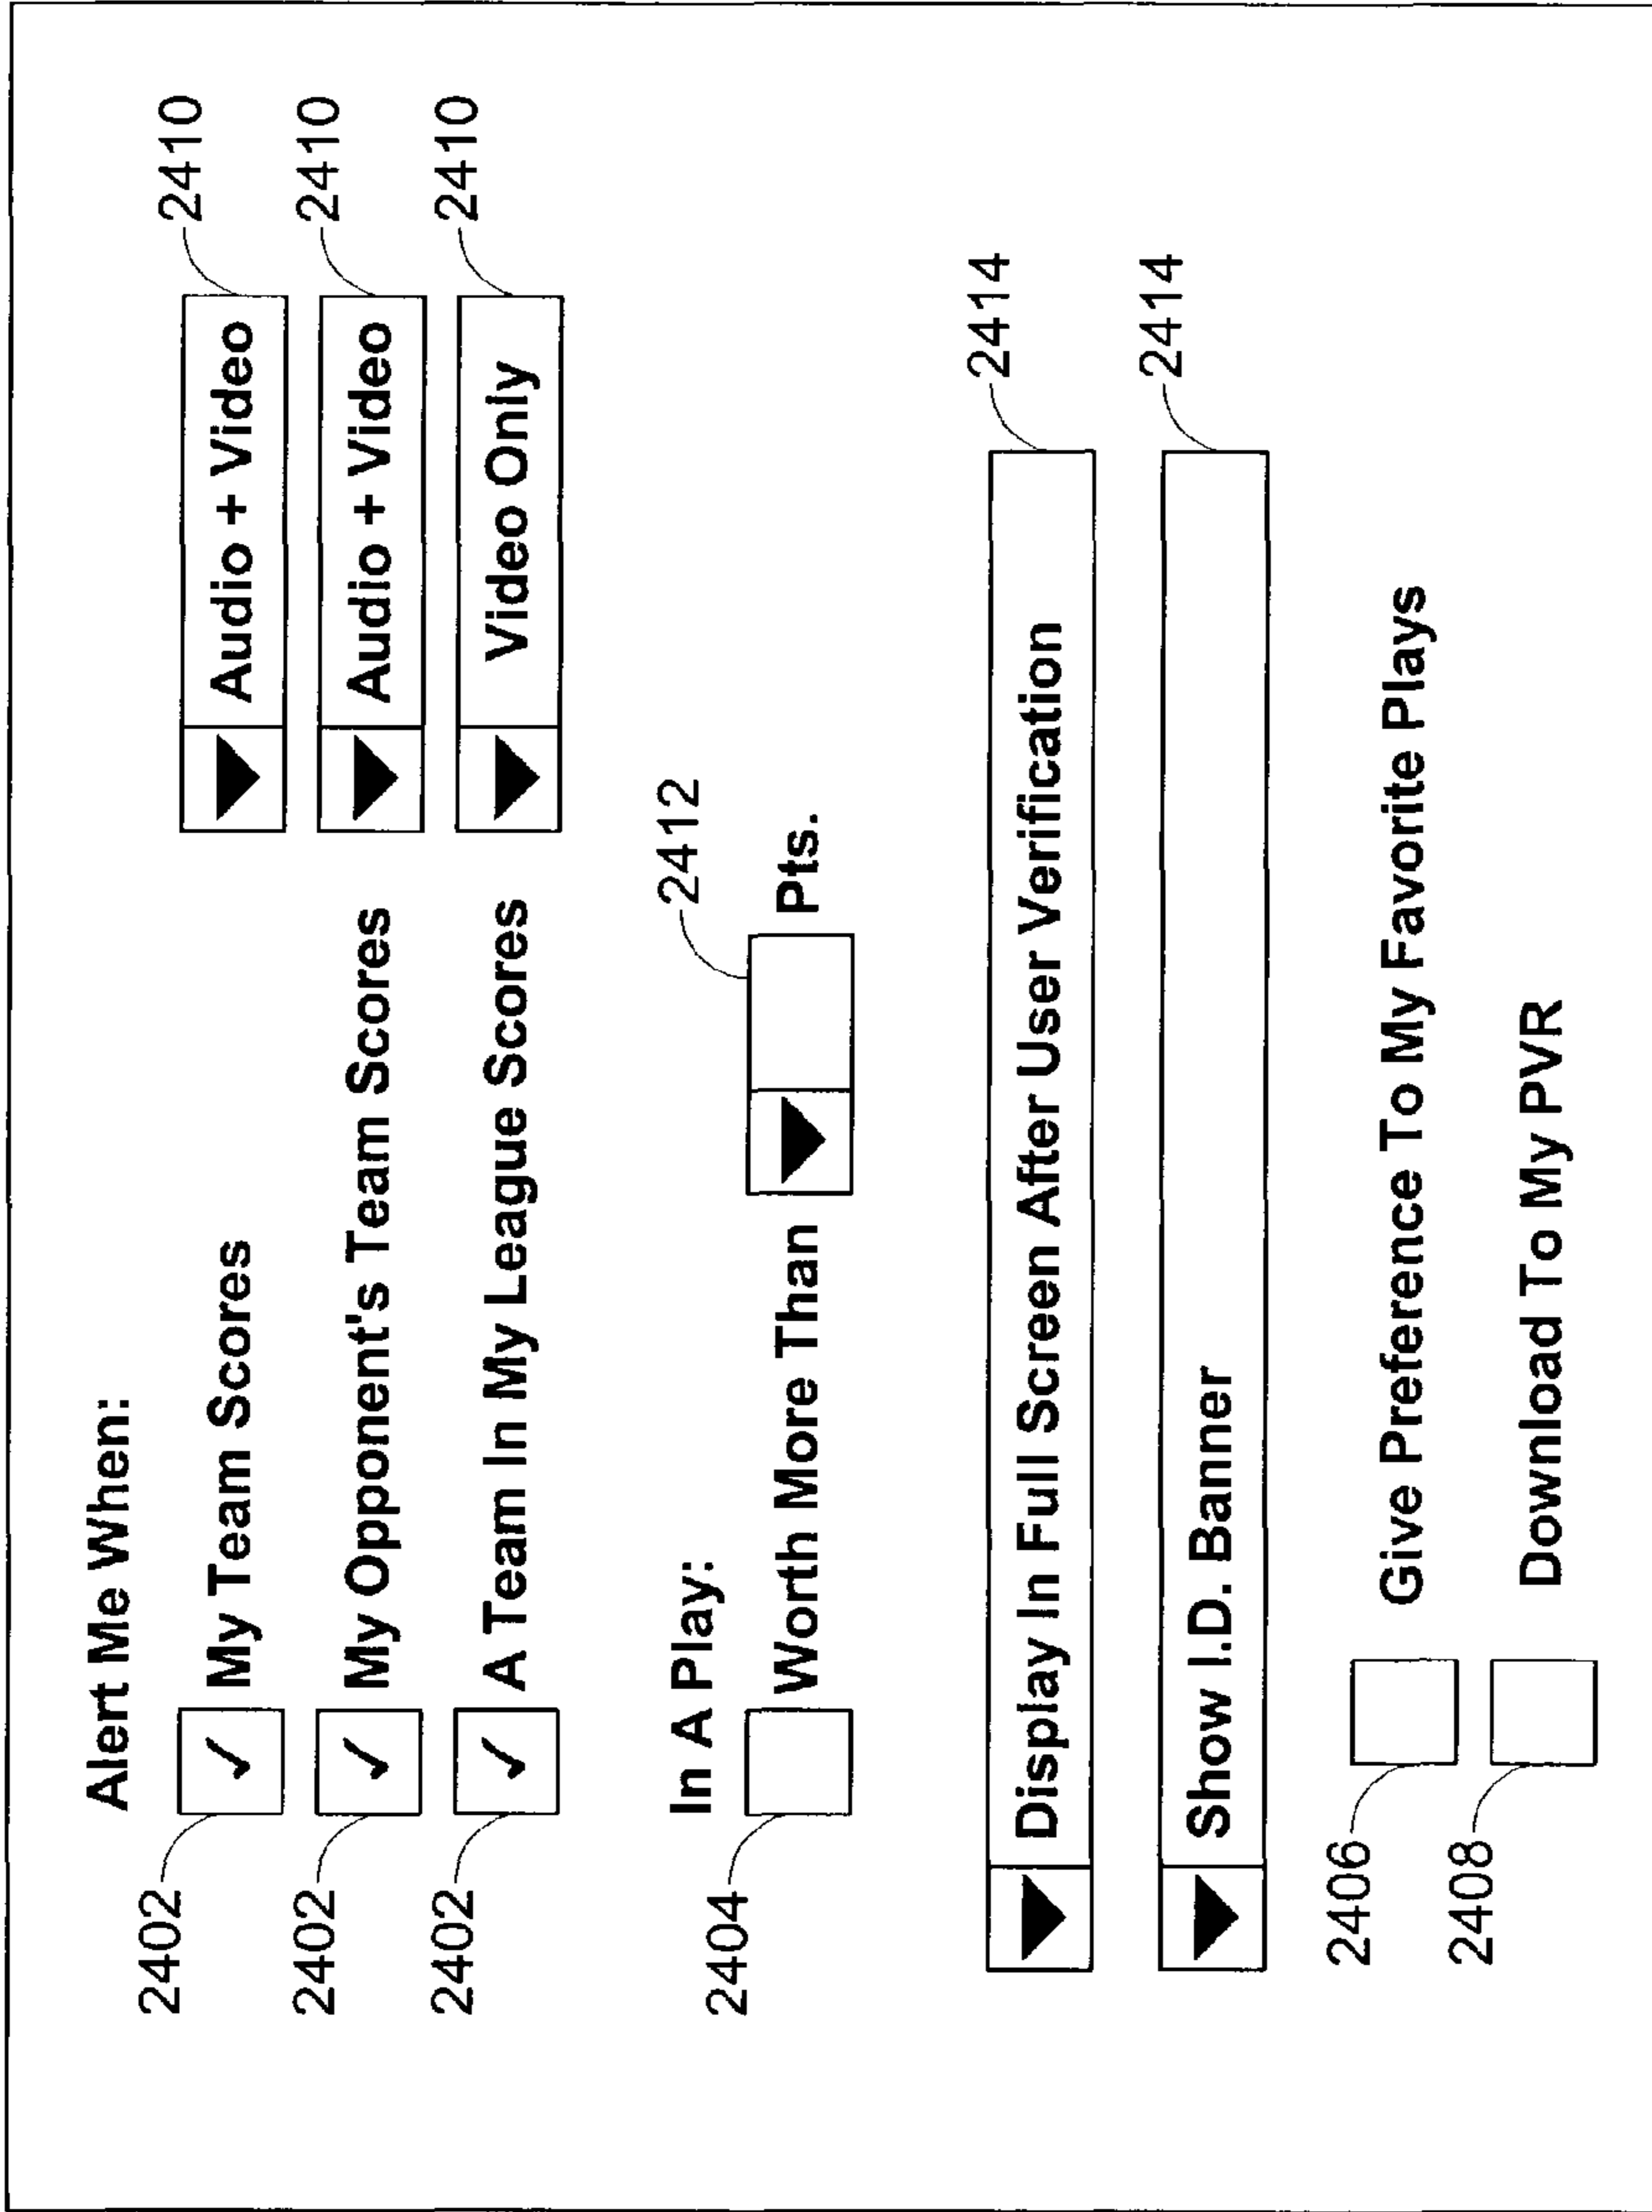 Alert Me When:
2402 ✓ My Team Scores Audio + Video 2410
2402 ✓ My Opponent's Team Scores Audio + Video 2410
2402 ✓ A Team In My League Scores Video Only 2410
In A Play:
2412
2404 Worth More Than Pts.
Display In Full Screen After User Verification 2414
Show I.D. Banner 2414
2406 Give Preference To My Favorite Plays
2408 Download To My PVR